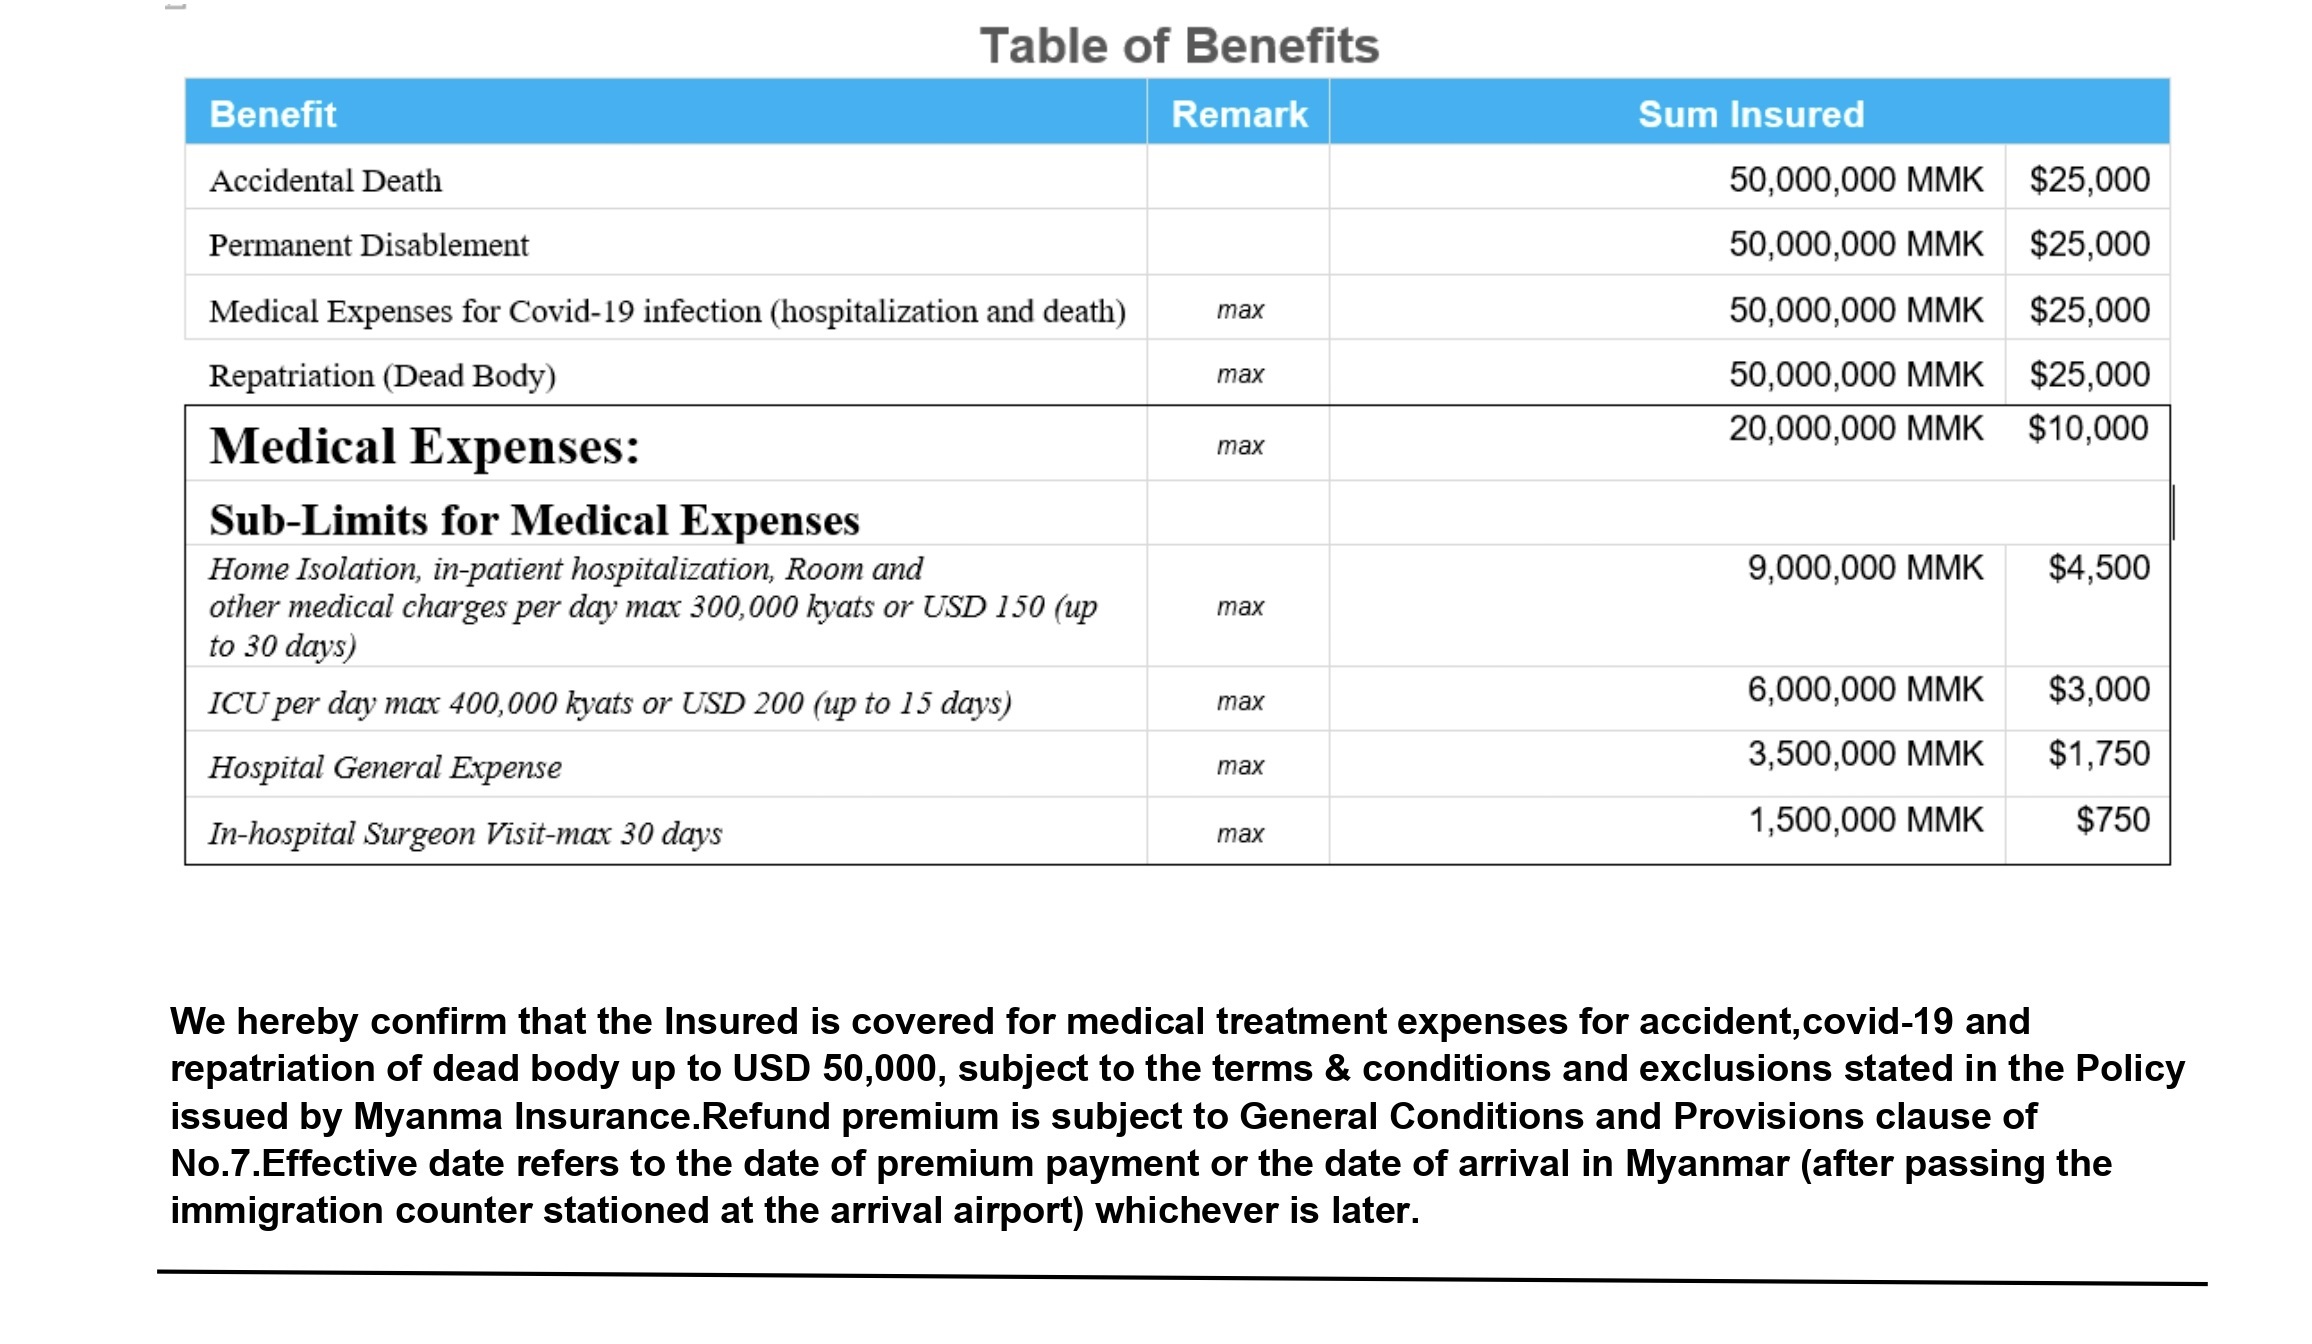 Table of Benefits
Benefit Remark Sum Insured
Accidental Death 50,000,000 MMK $25,000
Permanent Disablement 50,000,000 MMK $25,000
Medical Expenses for Covid-19 infection (hospitalization and death) max 50,000,000 MMK $25,000
Repatriation (Dead Body) max 50,000,000 MMK $25,000
Medical Expenses: max 20,000,000 MMK $10,000
Sub-Limits for Medical Expenses
Home Isolation, in-patient hospitalization, Room and 9,000,000 MMK $4,500
other medical charges per day max 300,000 kyats or USD 150 (up max
to 30 days)
ICU per day max 400,000 kyats or USD 200 (up to 15 days) max 6,000,000 MMK $3,000
Hospital General Expense max 3,500,000 MMK $1,750
In-hospital Surgeon Visit-max 30 days max 1,500,000 MMK $750
We hereby confirm that the Insured is covered for medical treatment expenses for accident,covid-19 and
repatriation of dead body up to USD 50,000, subject to the terms & conditions and exclusions stated in the Policy
issued by Myanma Insurance.Refund premium is subject to General Conditions and Provisions clause of
No.7.Effective date refers to the date of premium payment or the date of arrival in Myanmar (after passing the
immigration counter stationed at the arrival airport) whichever is later.